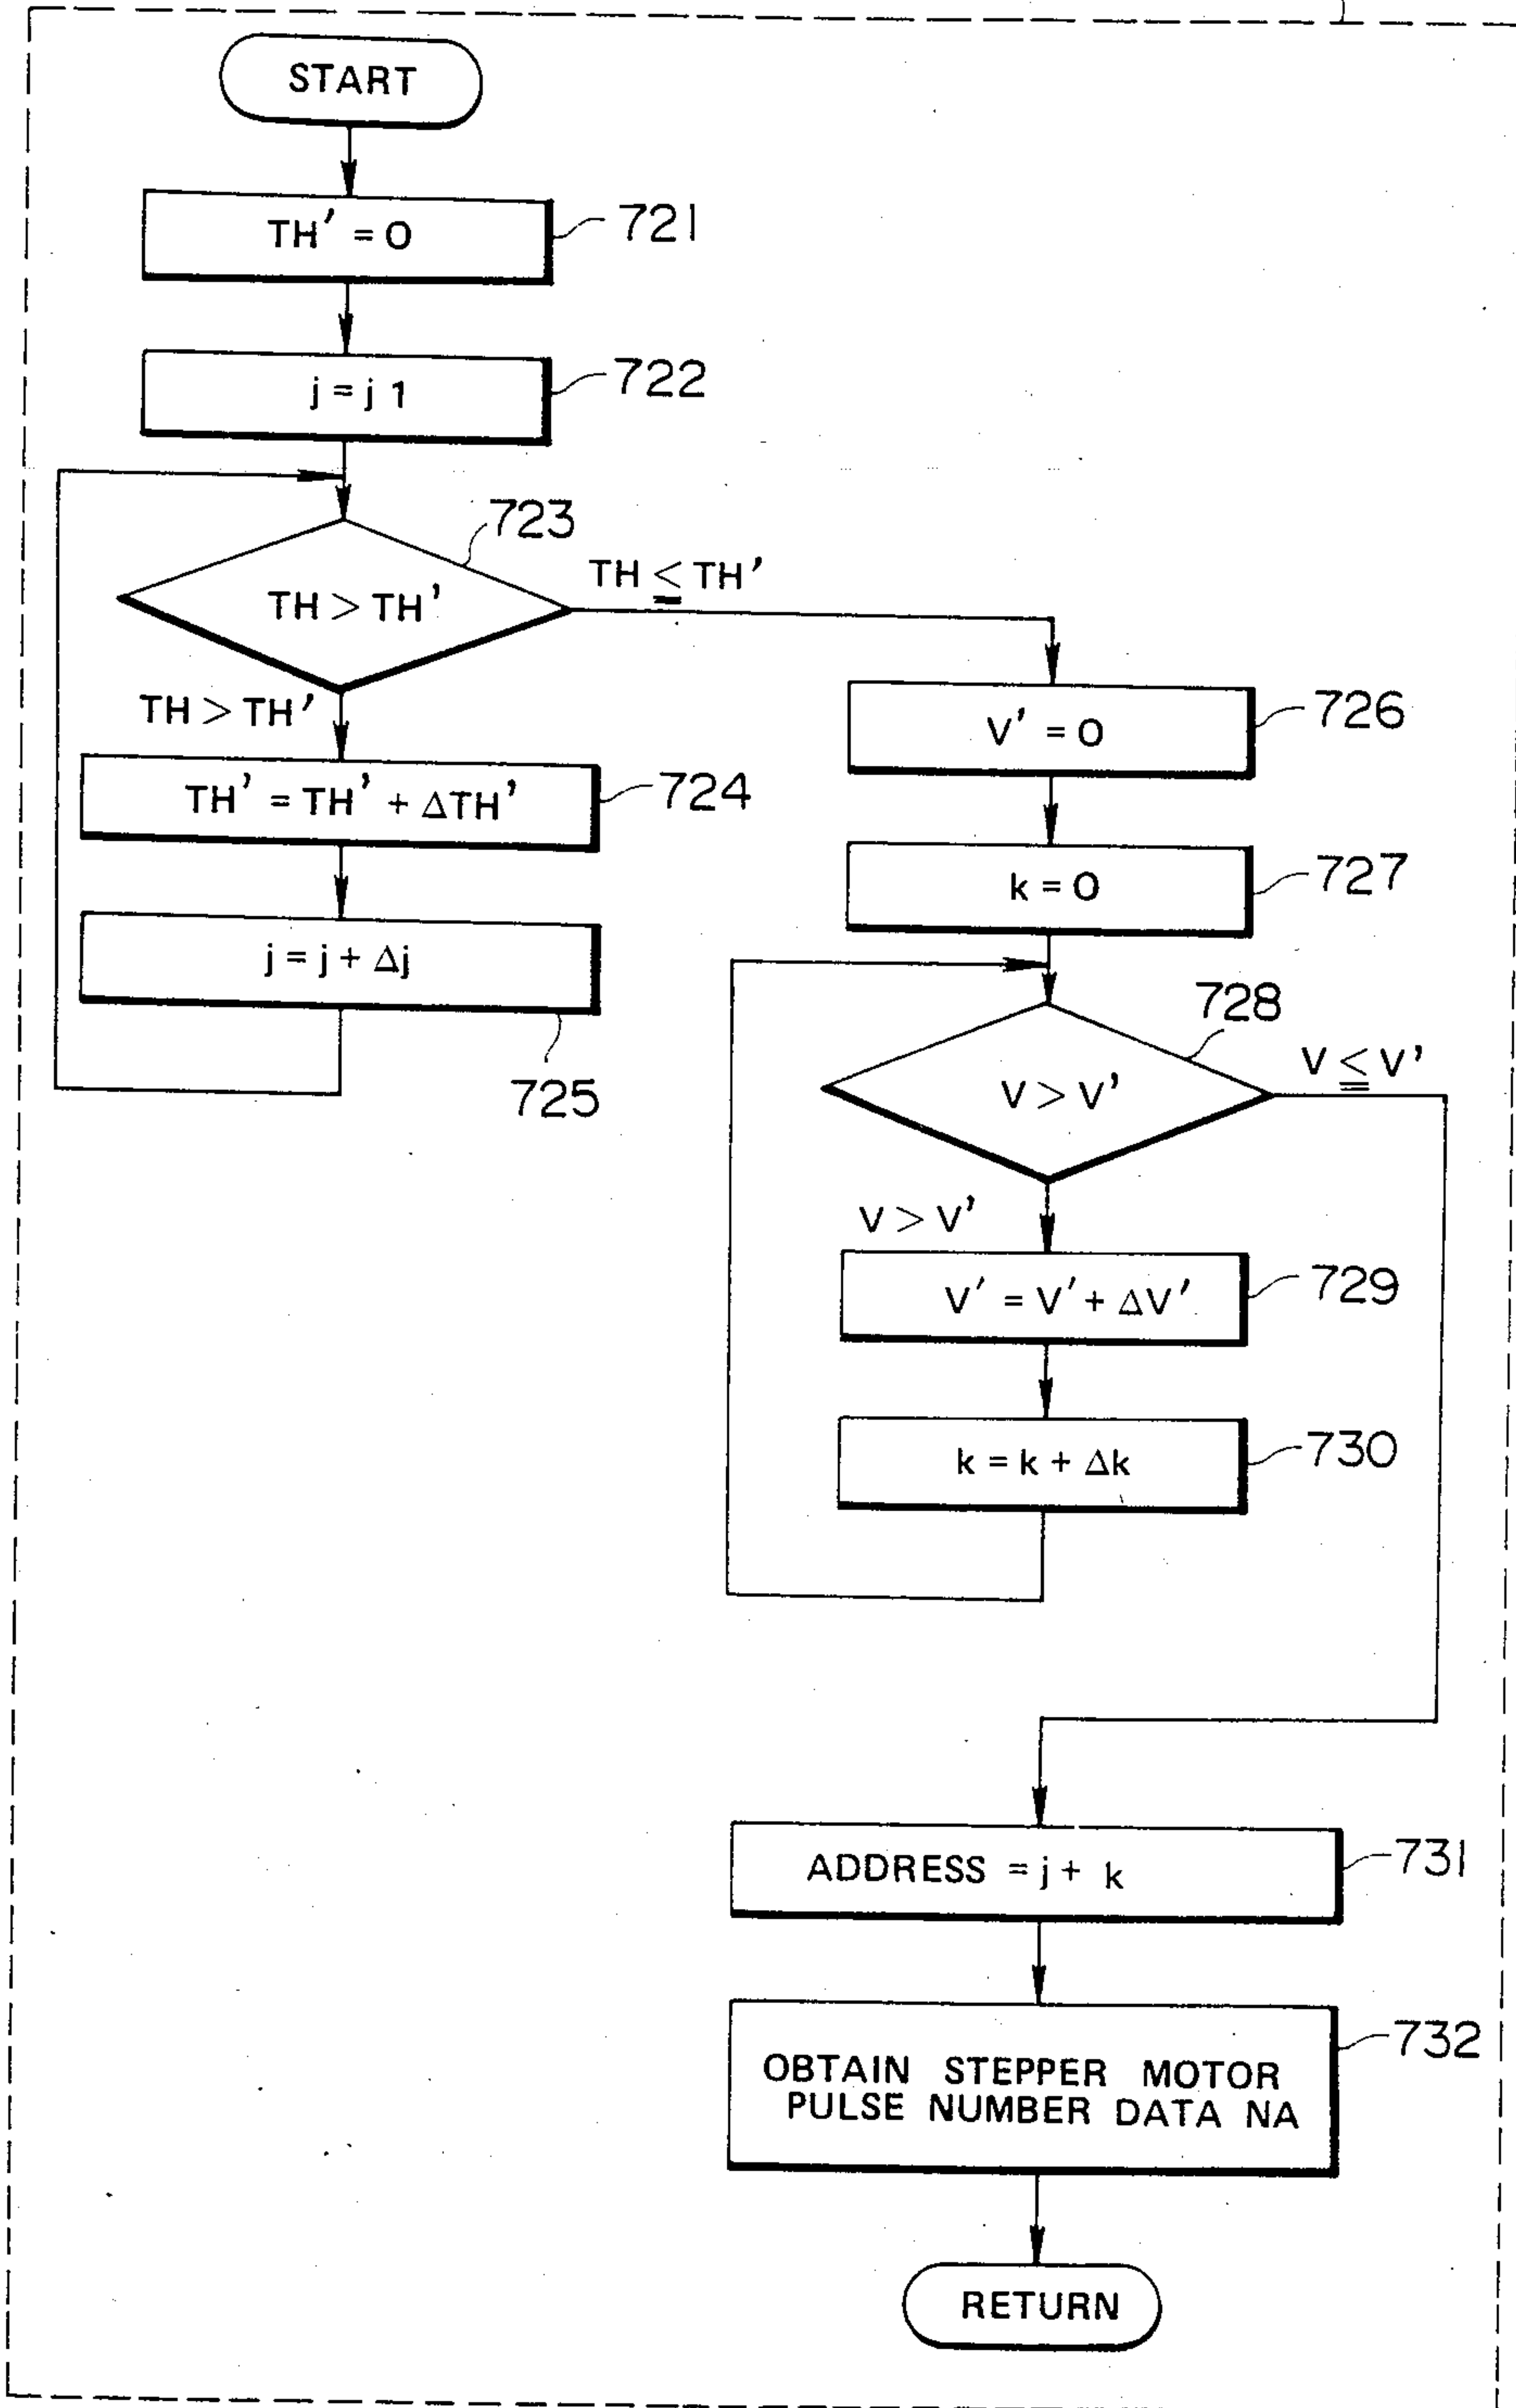 START
TH' = 0
721
j = j 1
722
723
TH > TH'
TH ≦ TH'
TH > TH'
TH' = TH' + ΔTH'
724
j = j + Δj
725
V' = 0
726
k = 0
727
728
V > V'
V ≦ V'
V > V'
V' = V' + ΔV'
729
k = k + Δk
730
ADDRESS = j + k
731
OBTAIN STEPPER MOTOR
PULSE NUMBER DATA NA
732
RETURN